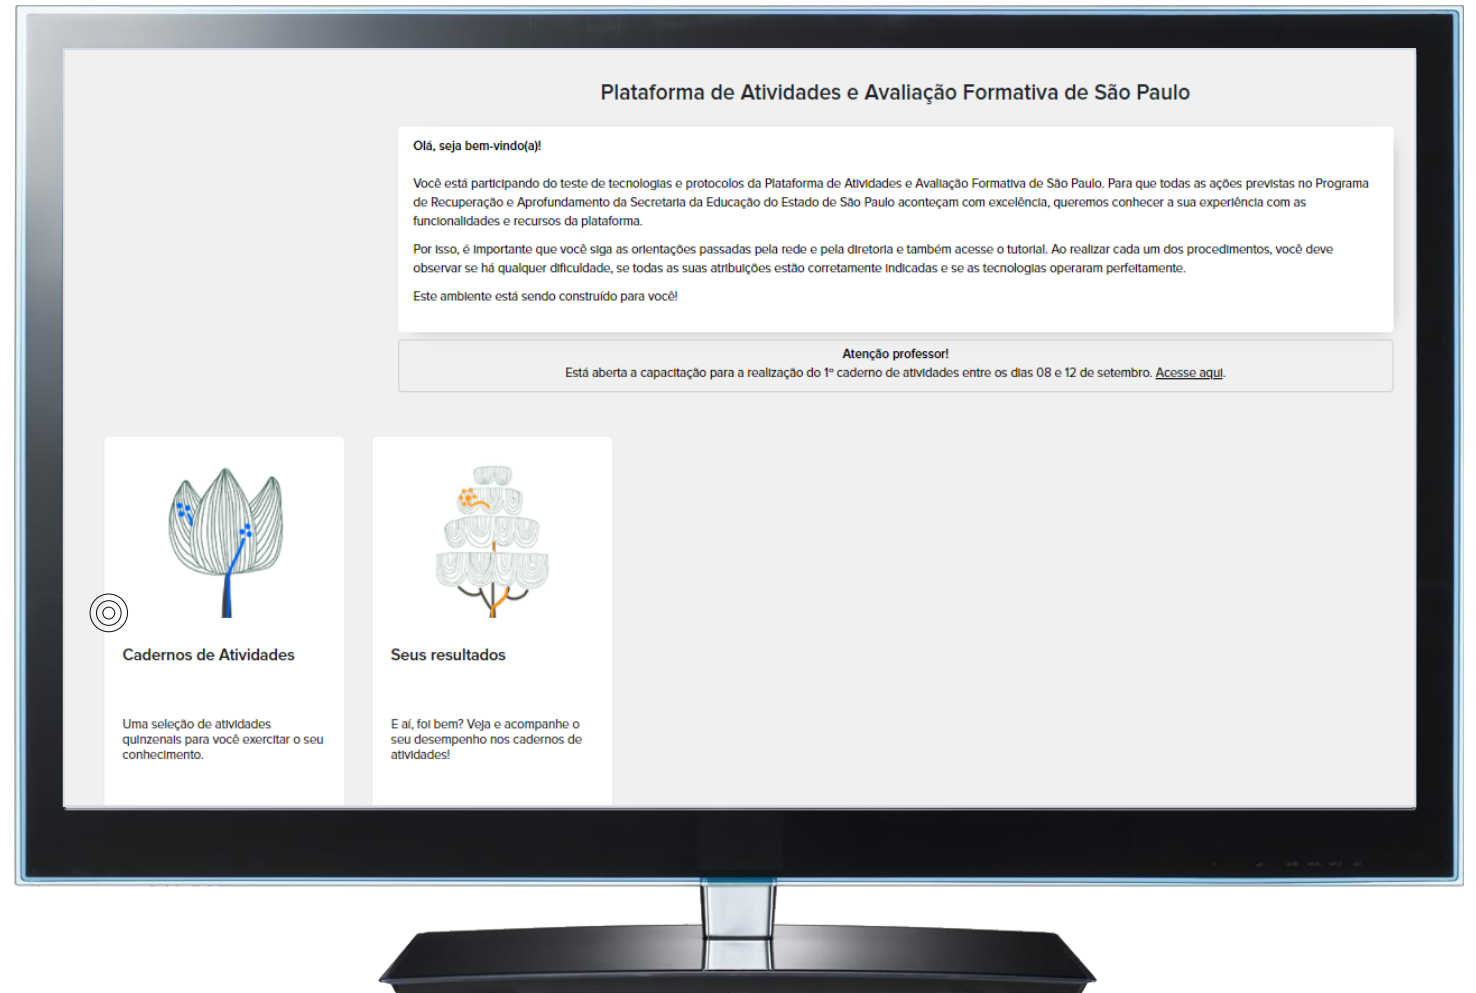 Plataforma de Atividades e Avaliação Formativa de São Paulo
Olá, seja bem-vindo(a)!
Você está participando do teste de tecnologias e protocolos da Plataforma de Atividades e Avaliação Formativa de São Paulo. Para que todas as ações previstas no Programa
de Recuperação e Aprofundamento da Secretaria da Educação do Estado de São Paulo aconteçam com excelência, queremos conhecer a sua experiência com as
funcionalidades e recursos da plataforma.
Por isso, é importante que você siga as orientações passadas pela rede e pela diretoria e também acesse o tutorial. Ao realizar cada um dos procedimentos, você deve
observar se há qualquer dificuldade, se todas as suas atribuições estão corretamente indicadas e se as tecnologias operaram perfeitamente.
Este ambiente está sendo construído para você!
Atenção professor!
Está aberta a capacitação para a realização do 1º caderno de atividades entre os dias 08 e 12 de setembro. Acesse aqui.
Cadernos de Atividades
Uma seleção de atividades
quinzenais para você exercitar o seu
conhecimento.
Seus resultados
E aí, foi bem? Veja e acompanhe o
seu desempenho nos cadernos de
atividades!